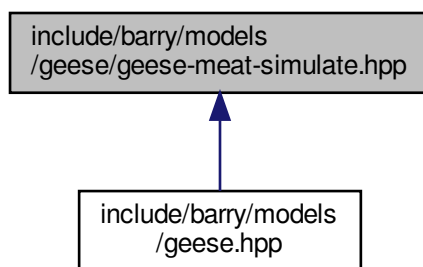 include/barry/models
/geese/geese-meat-simulate.hpp
include/barry/models
/geese.hpp